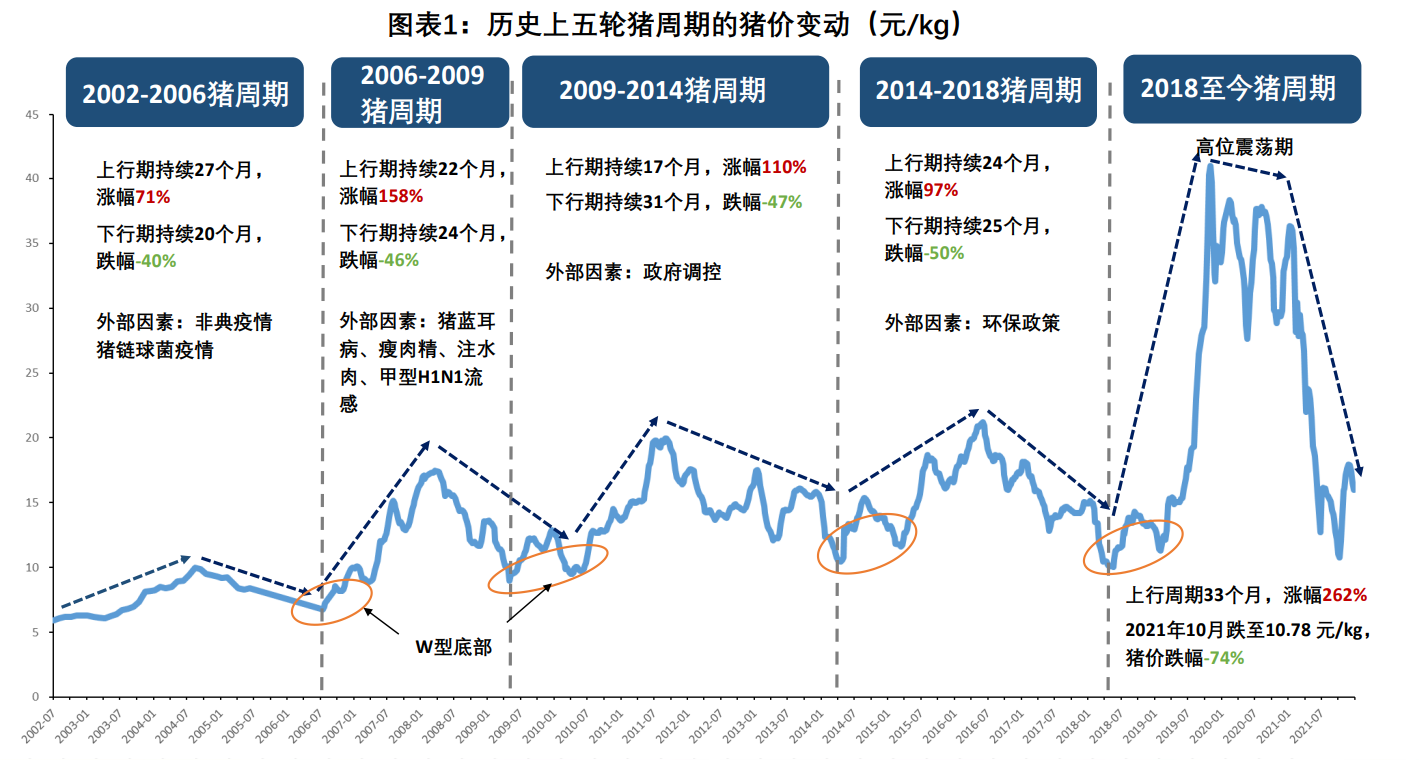 图表1：历史上五轮猪周期的猪价变动（元/kg）
2002-2006猪周期
2006-2009
猪周期
2009-2014猪周期
2014-2018猪周期
2018至今猪周期
上行期持续27个月，
涨幅71%
下行期持续20个月，
跌幅-40%
外部因素：非典疫情
猪链球菌疫情
上行期持续22个月，
涨幅158%
下行期持续24个月，
跌幅-46%
外部因素：猪蓝耳
病、瘦肉精、注水
肉、甲型H1N1流
感
上行期持续17个月，涨幅110%
下行期持续31个月，跌幅-47%
外部因素：政府调控
上行期持续24个月，
涨幅97%
下行期持续25个月，
跌幅-50%
外部因素：环保政策
高位震荡期
上行周期33个月，涨幅262%
2021年10月跌至10.78 元/kg，
猪价跌幅-74%
W型底部
45
40
35
30
25
20
15
10
5
0
2002-07
2003-01
2003-07
2004-01
2004-07
2005-01
2005-07
2006-01
2006-07
2007-01
2007-07
2008-01
2008-07
2009-01
2009-07
2010-01
2010-07
2011-01
2011-07
2012-01
2012-07
2013-01
2013-07
2014-01
2014-07
2015-01
2015-07
2016-01
2016-07
2017-01
2017-07
2018-01
2018-07
2019-01
2019-07
2020-01
2020-07
2021-01
2021-07